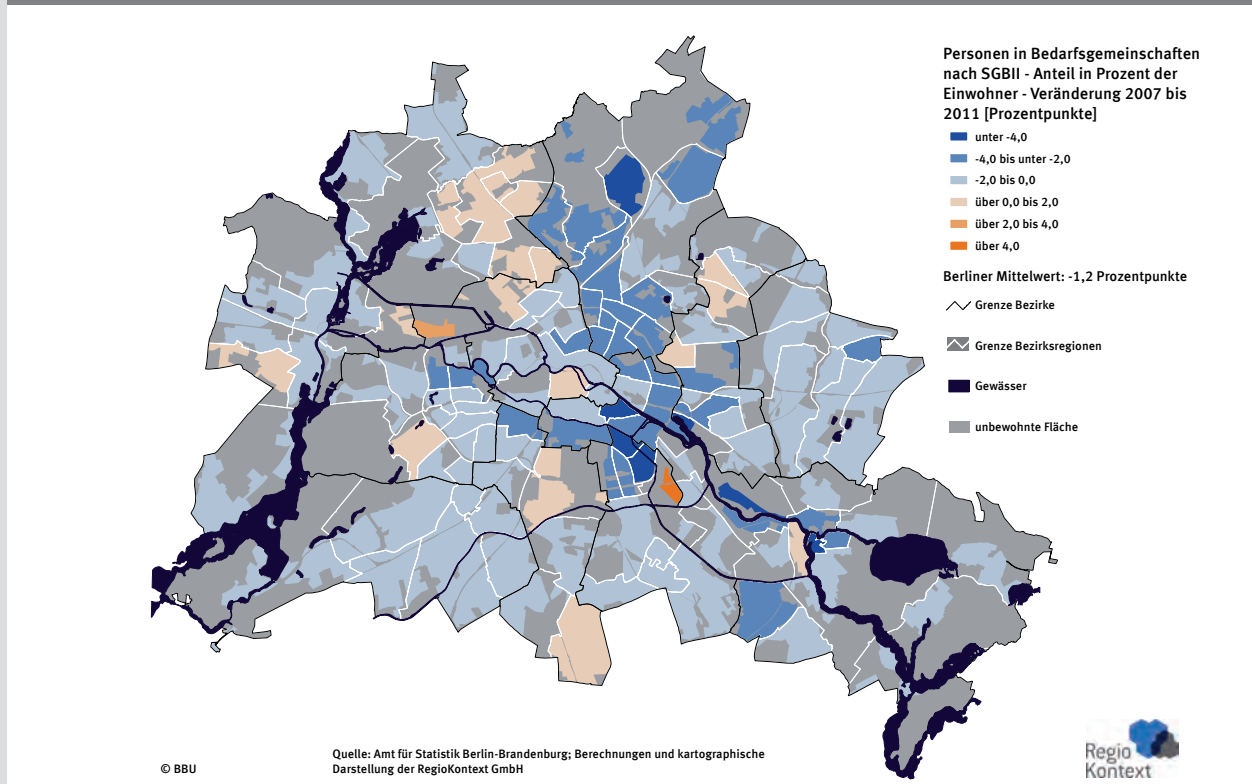 Personen in Bedarfsgemeinschaften
nach SGBII - Anteil in Prozent der
Einwohner - Veränderung 2007 bis
2011 [Prozentpunkte]
unter -4,0
-4,0 bis unter -2,0
-2,0 bis 0,0
über 0,0 bis 2,0
über 2,0 bis 4,0
über 4,0
Berliner Mittelwert: -1,2 Prozentpunkte
Grenze Bezirke
Grenze Bezirksregionen
Gewässer
unbewohnte Fläche
© BBU
Quelle: Amt für Statistik Berlin-Brandenburg; Berechnungen und kartographische
Darstellung der RegioKontext GmbH
Regio
Kontext